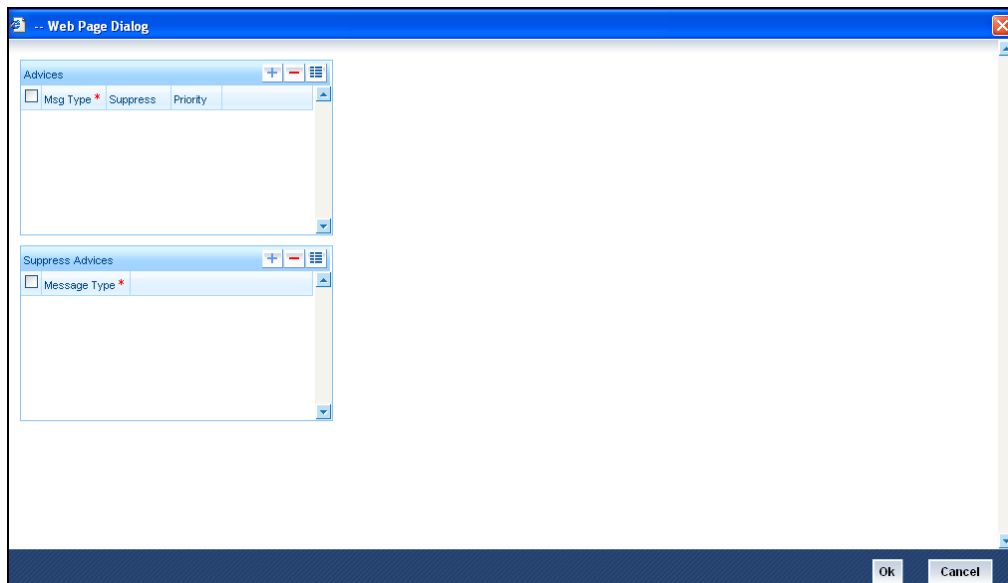 -- Web Page Dialog
Advices
Msg Type * Suppress Priority
Suppress Advices
Message Type *
Ok Cancel